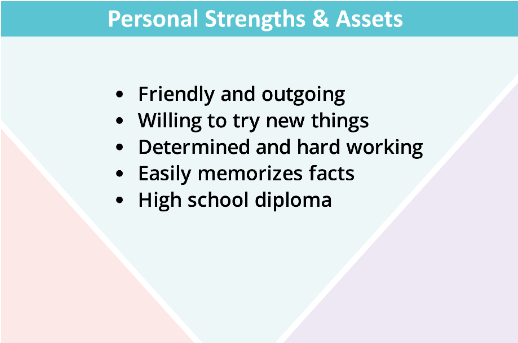 Personal Strengths & Assets
• Friendly and outgoing
• Willing to try new things
• Determined and hard working
• Easily memorizes facts
• High school diploma